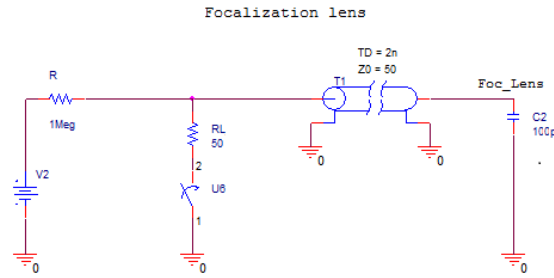 Focalization lens
TD = 2n
Z0 = 50
R
T1
Foc_Lens
1Meg
RL
50
C2
100p
V2
2
U6
1
0
0
0
0
0